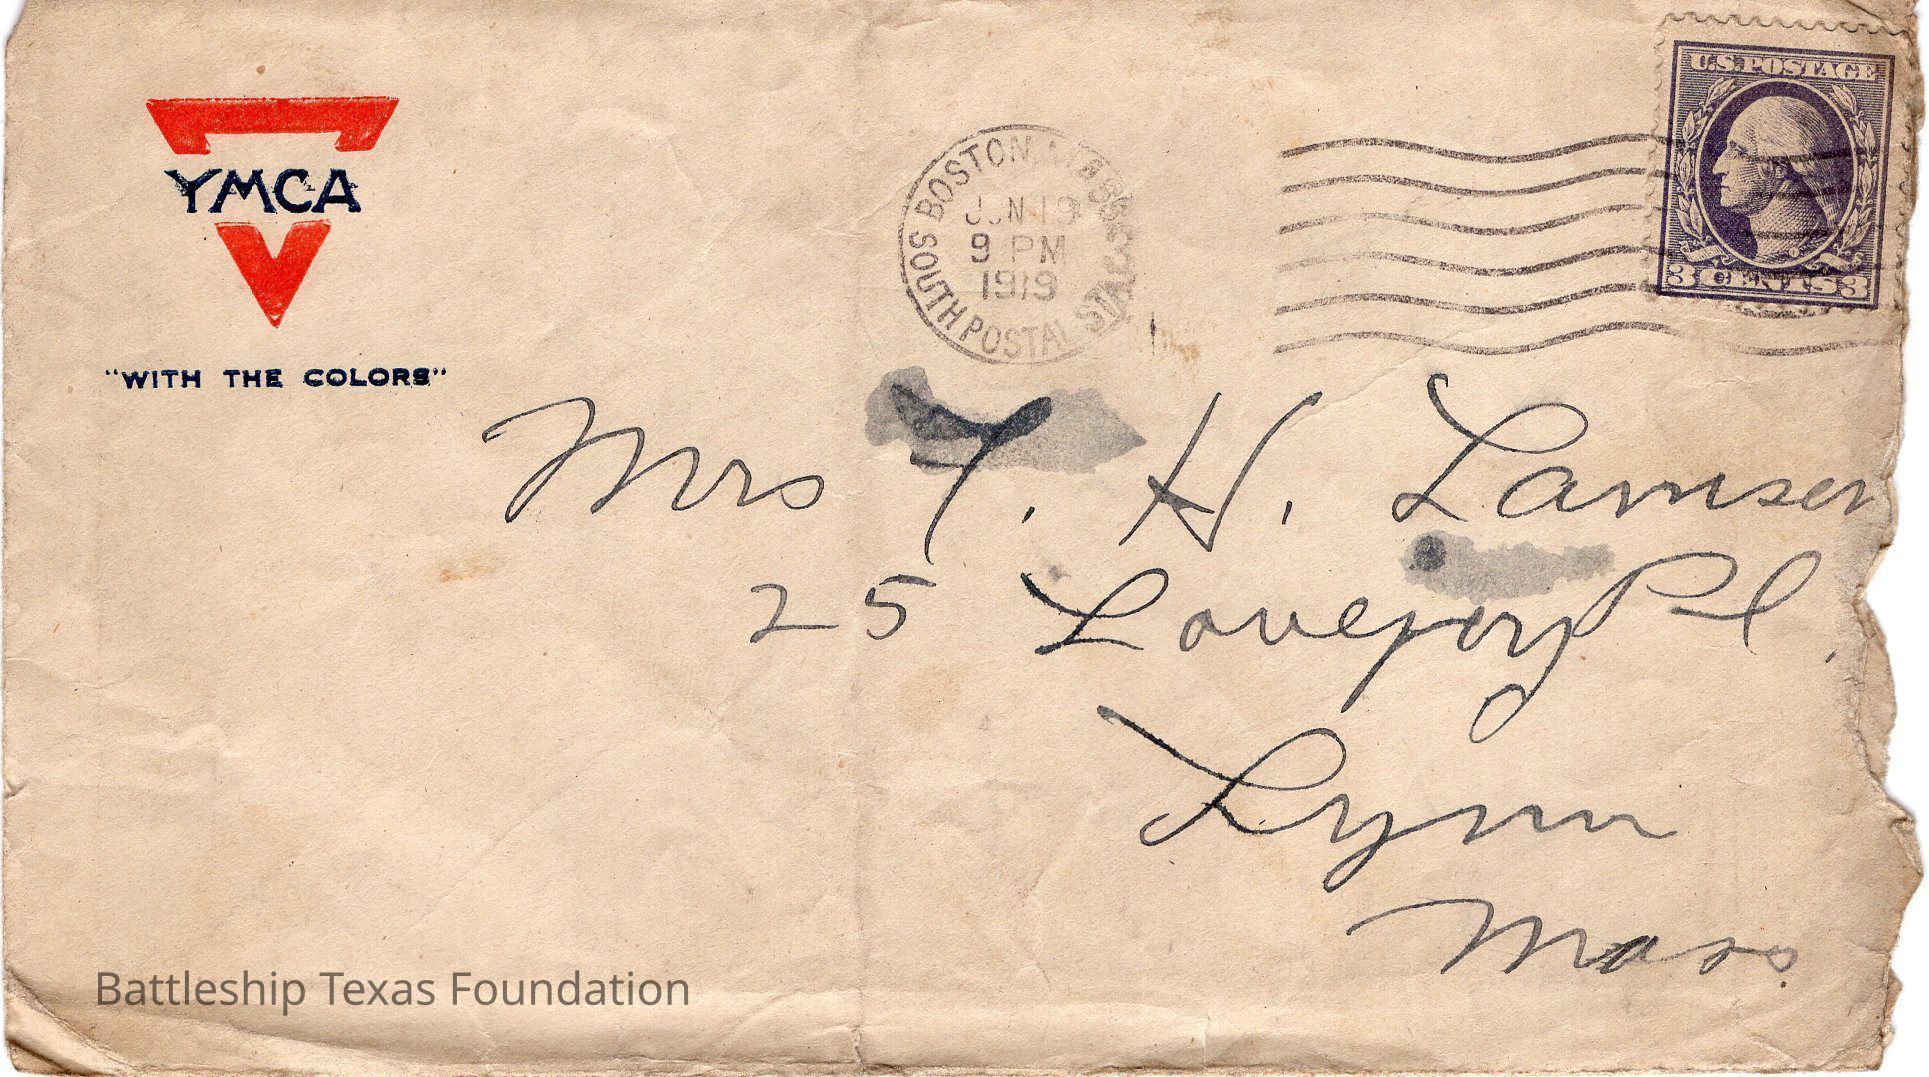 YMCA
"WITH THE COLORS"
BOSTON MASS.
JUN 19
9 PM
1919
SOUTH POSTAL STA.
U.S. POSTAGE
3 CENTS 3
Mrs T. H. Lamson
25 Lovejoy Pl.
Lynn
Mass
Battleship Texas Foundation